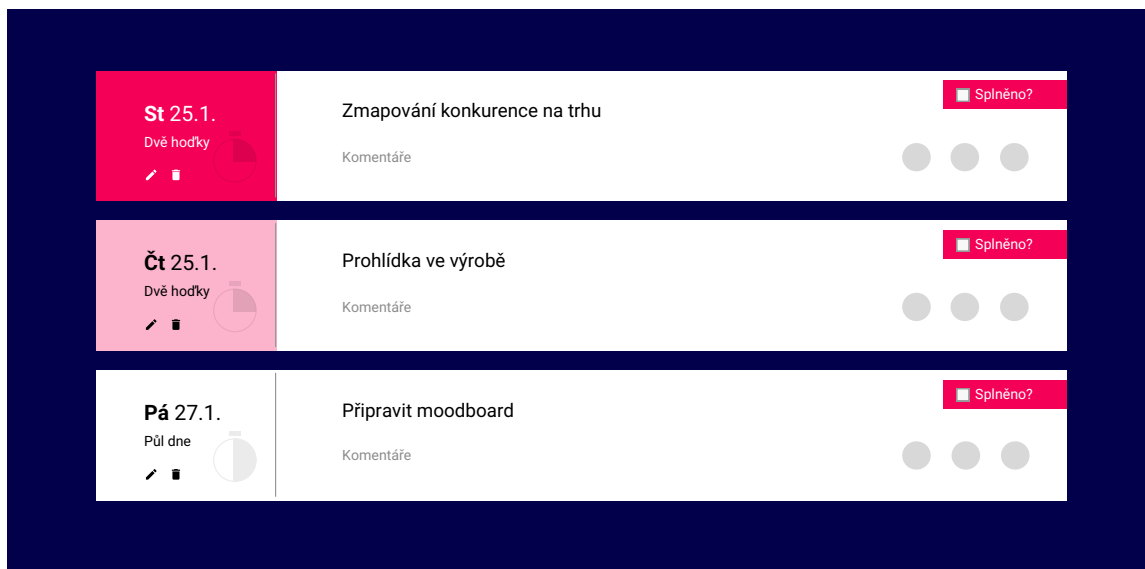 St 25.1.
Dvě hoďky
Zmapování konkurence na trhu
Komentáře
Splněno?
Čt 25.1.
Dvě hoďky
Prohlídka ve výrobě
Komentáře
Splněno?
Pá 27.1.
Půl dne
Připravit moodboard
Komentáře
Splněno?